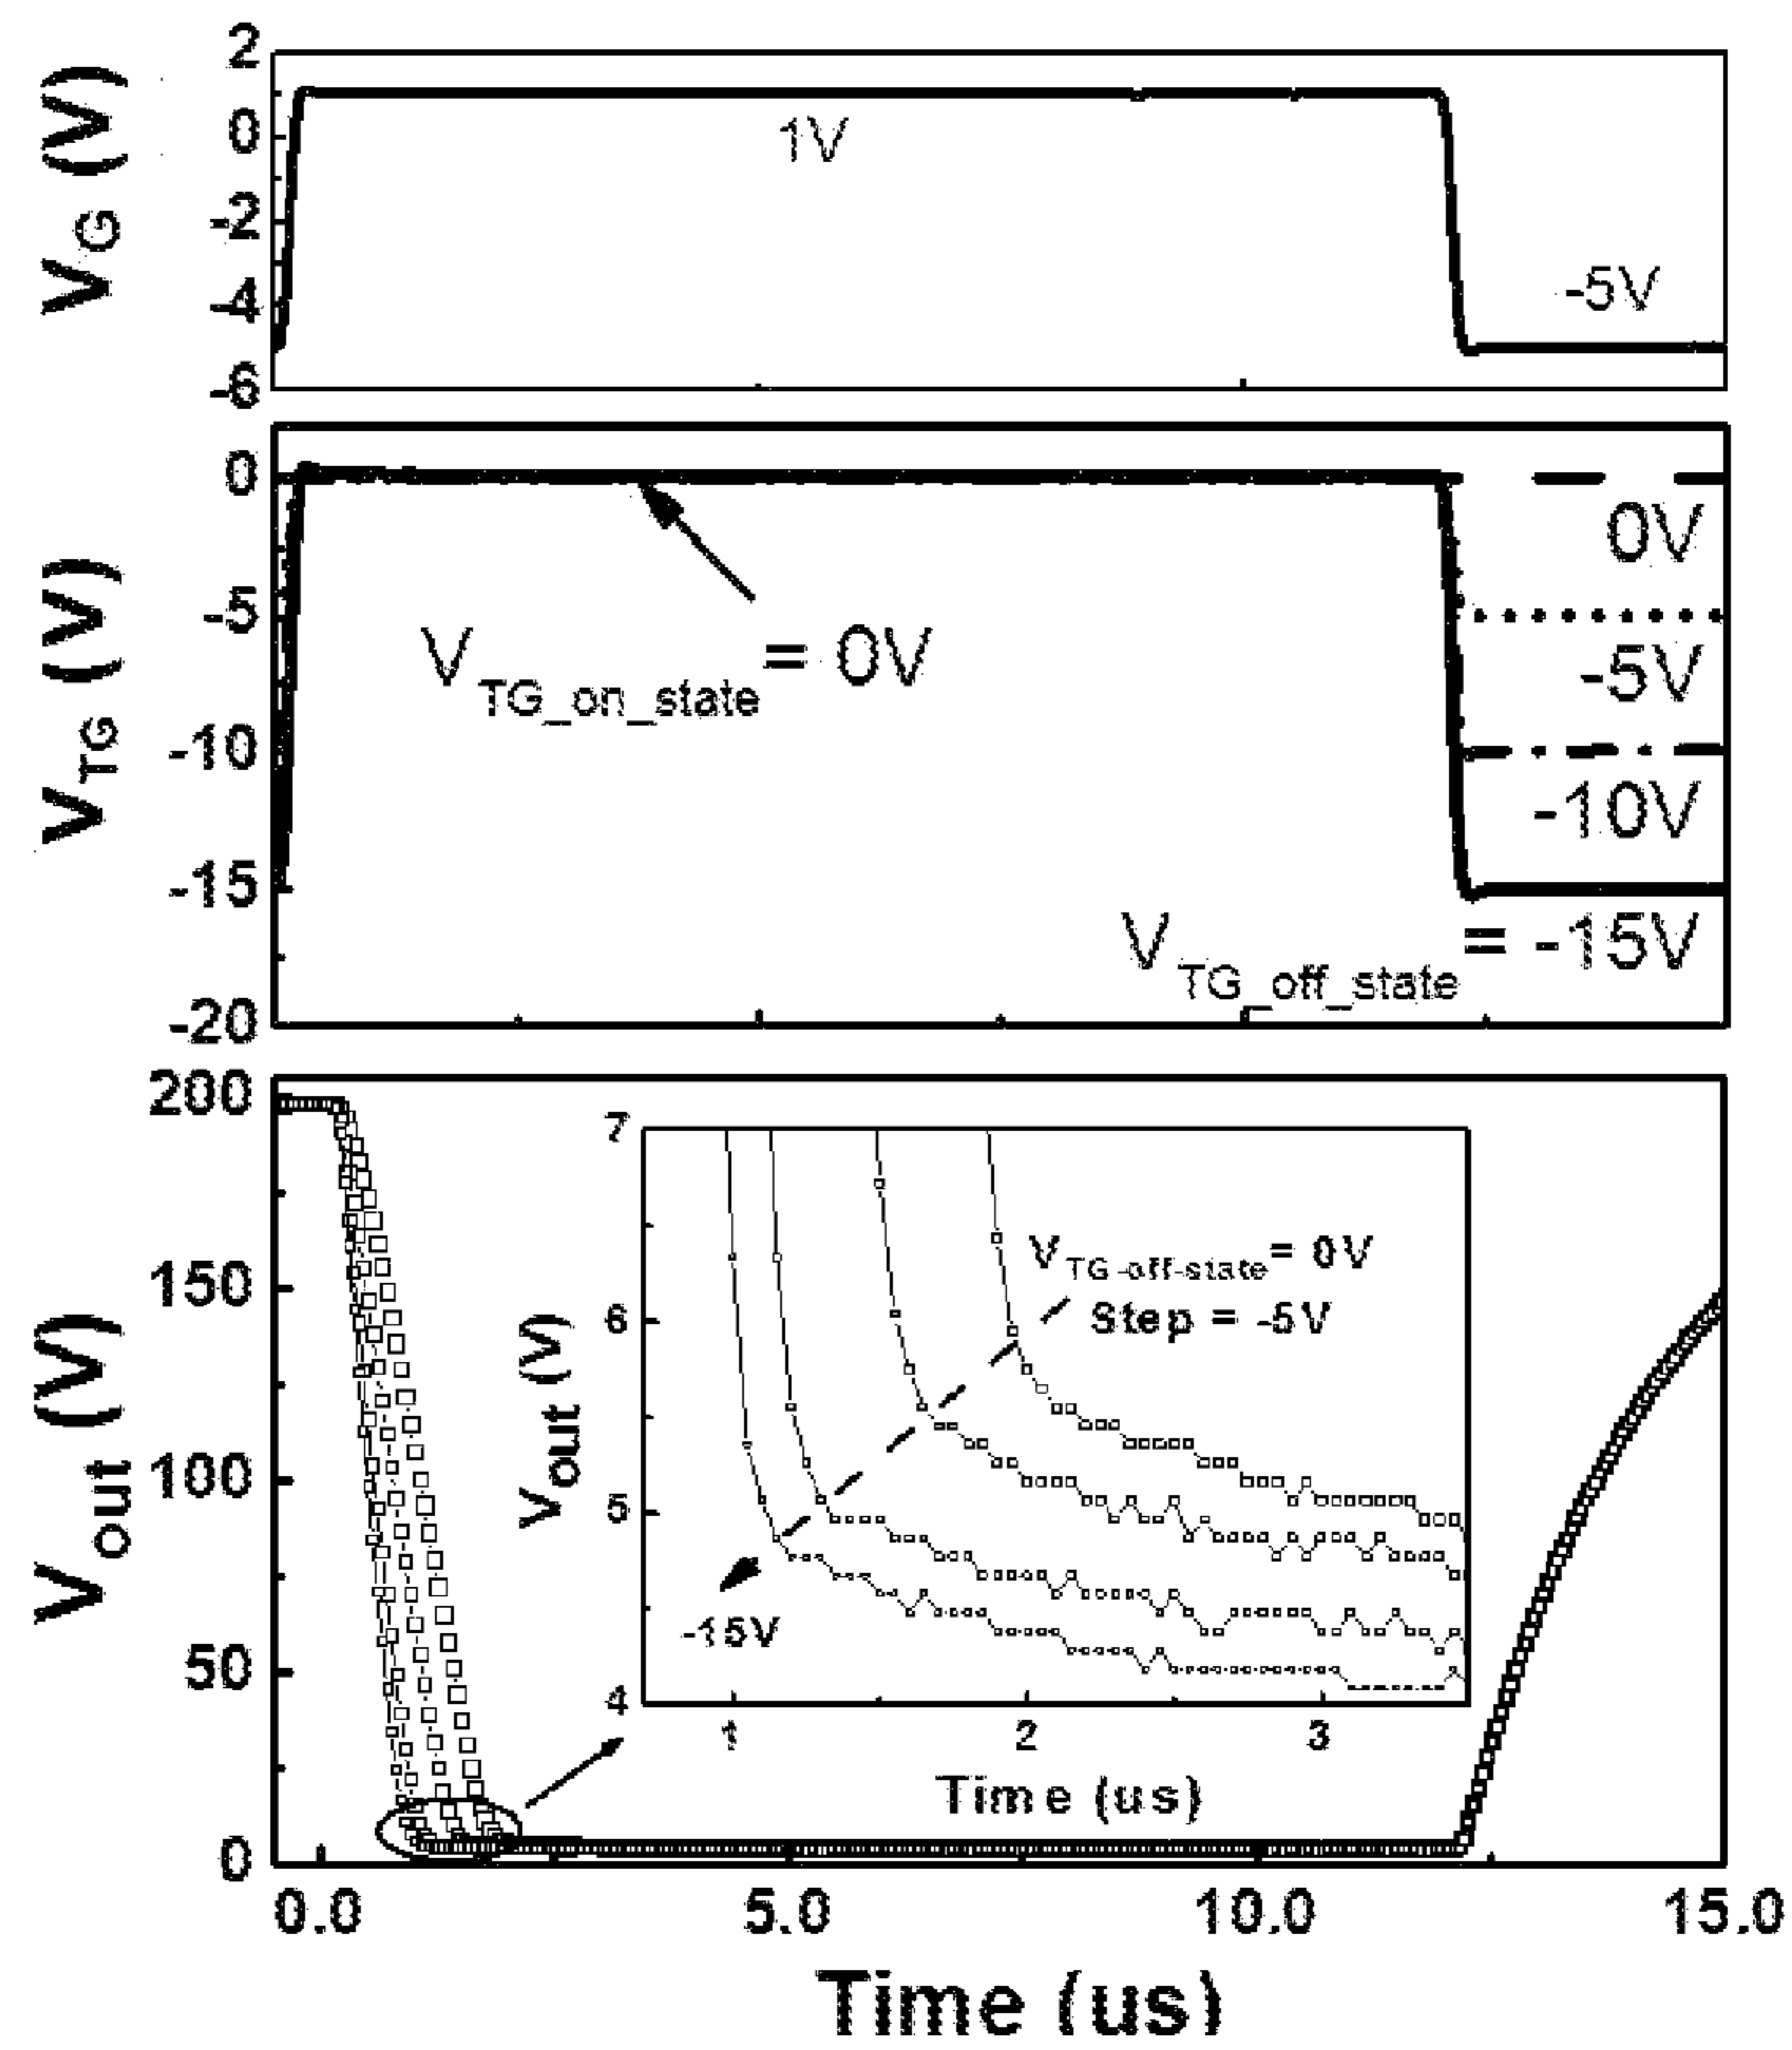 2
0
-2
-4
-6
V_G (V)
1V
-5V
0
-5
-10
-15
-20
V_TG (V)
V_TG_on_state = 0V
0V
-5V
-10V
V_TG_off_state = -15V
200
150
100
50
0
V_out (V)
7
6
5
4
V_out (V)
V_TG-off-state = 0V
Step = -5V
-15V
1 2 3
Time (us)
0.0 5.0 10.0 15.0
Time (us)